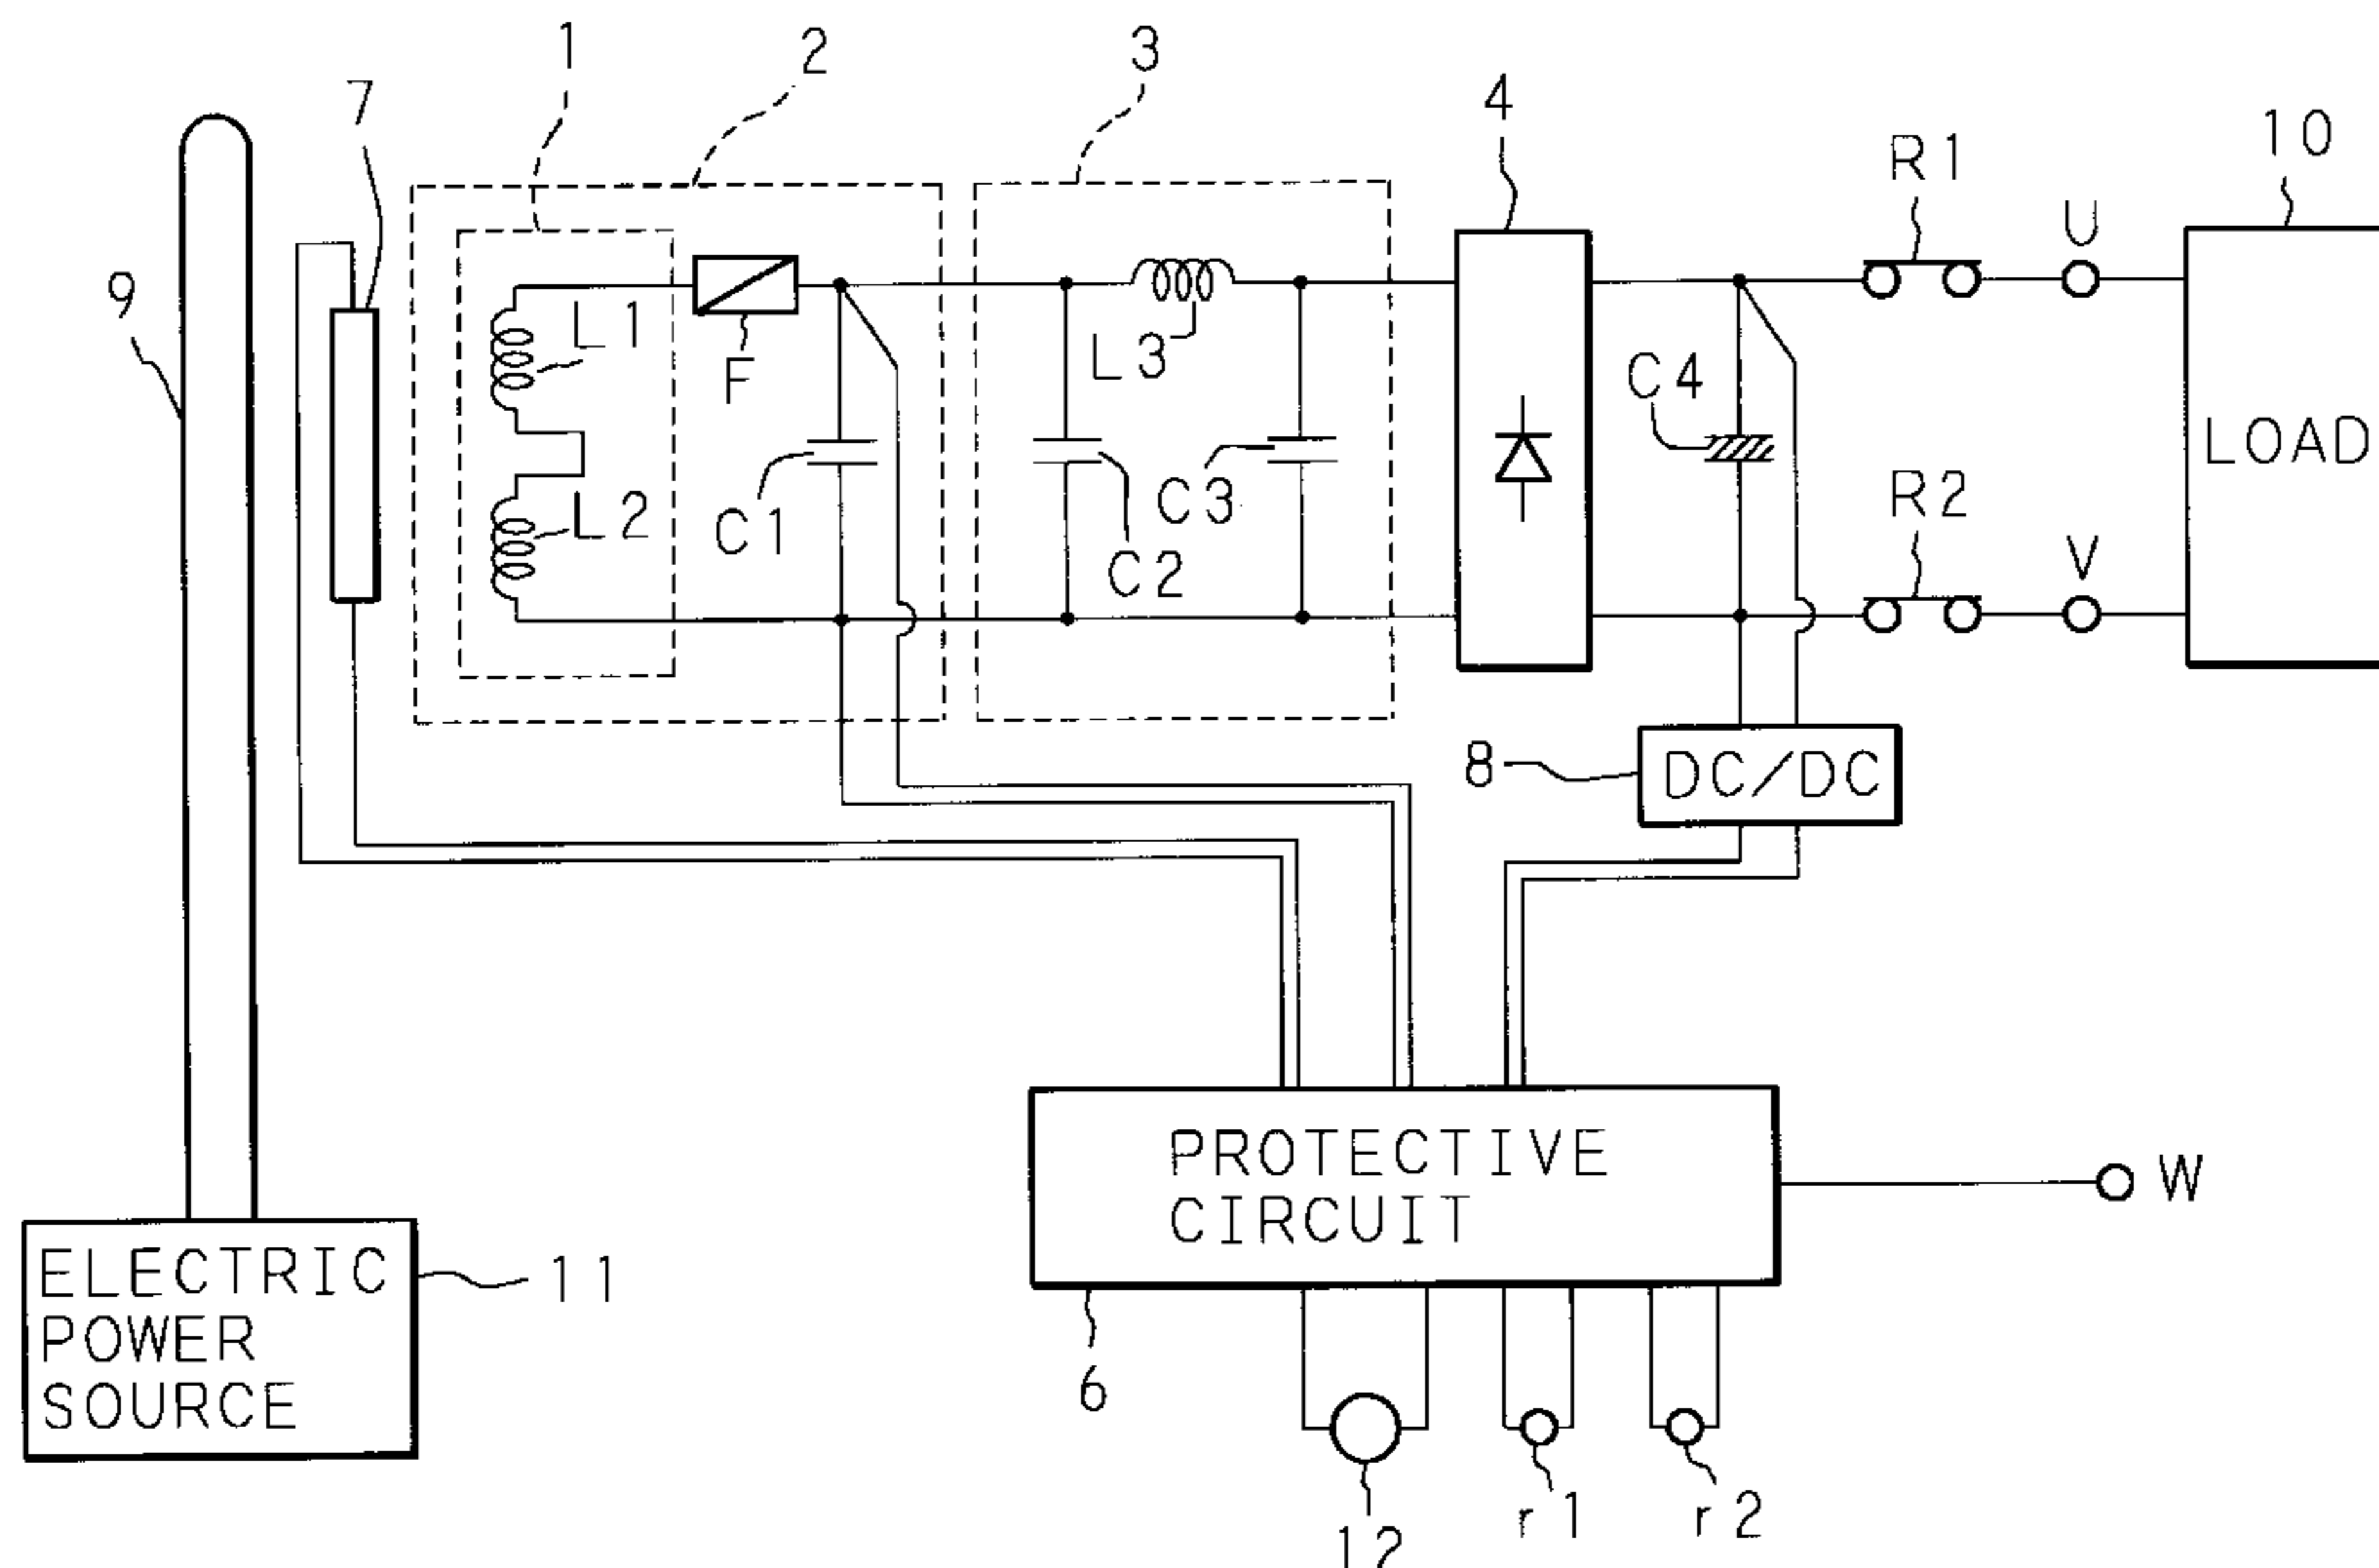 1
2
3
7
4
10
R1
U
9
L1
F
L3
C4
LOAD
L2
C1
C3
C2
R2
V
8
DC/DC
PROTECTIVE
CIRCUIT
W
ELECTRIC
POWER
SOURCE
11
6
r1
r2
12